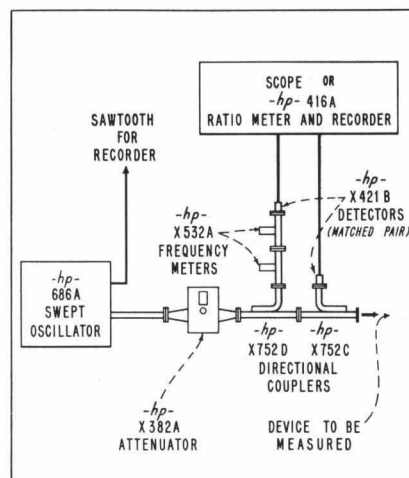 SCOPE OR
-hp- 416A
RATIO METER AND RECORDER
SAWTOOTH
FOR
RECORDER
-hp-
X421B
DETECTORS
(MATCHED PAIR)
-hp-
X532A
FREQUENCY
METERS
-hp-
686A
SWEPT
OSCILLATOR
-hp-
X752D
-hp-
X752C
DIRECTIONAL
COUPLERS
-hp-
X382A
ATTENUATOR
DEVICE TO BE
MEASURED